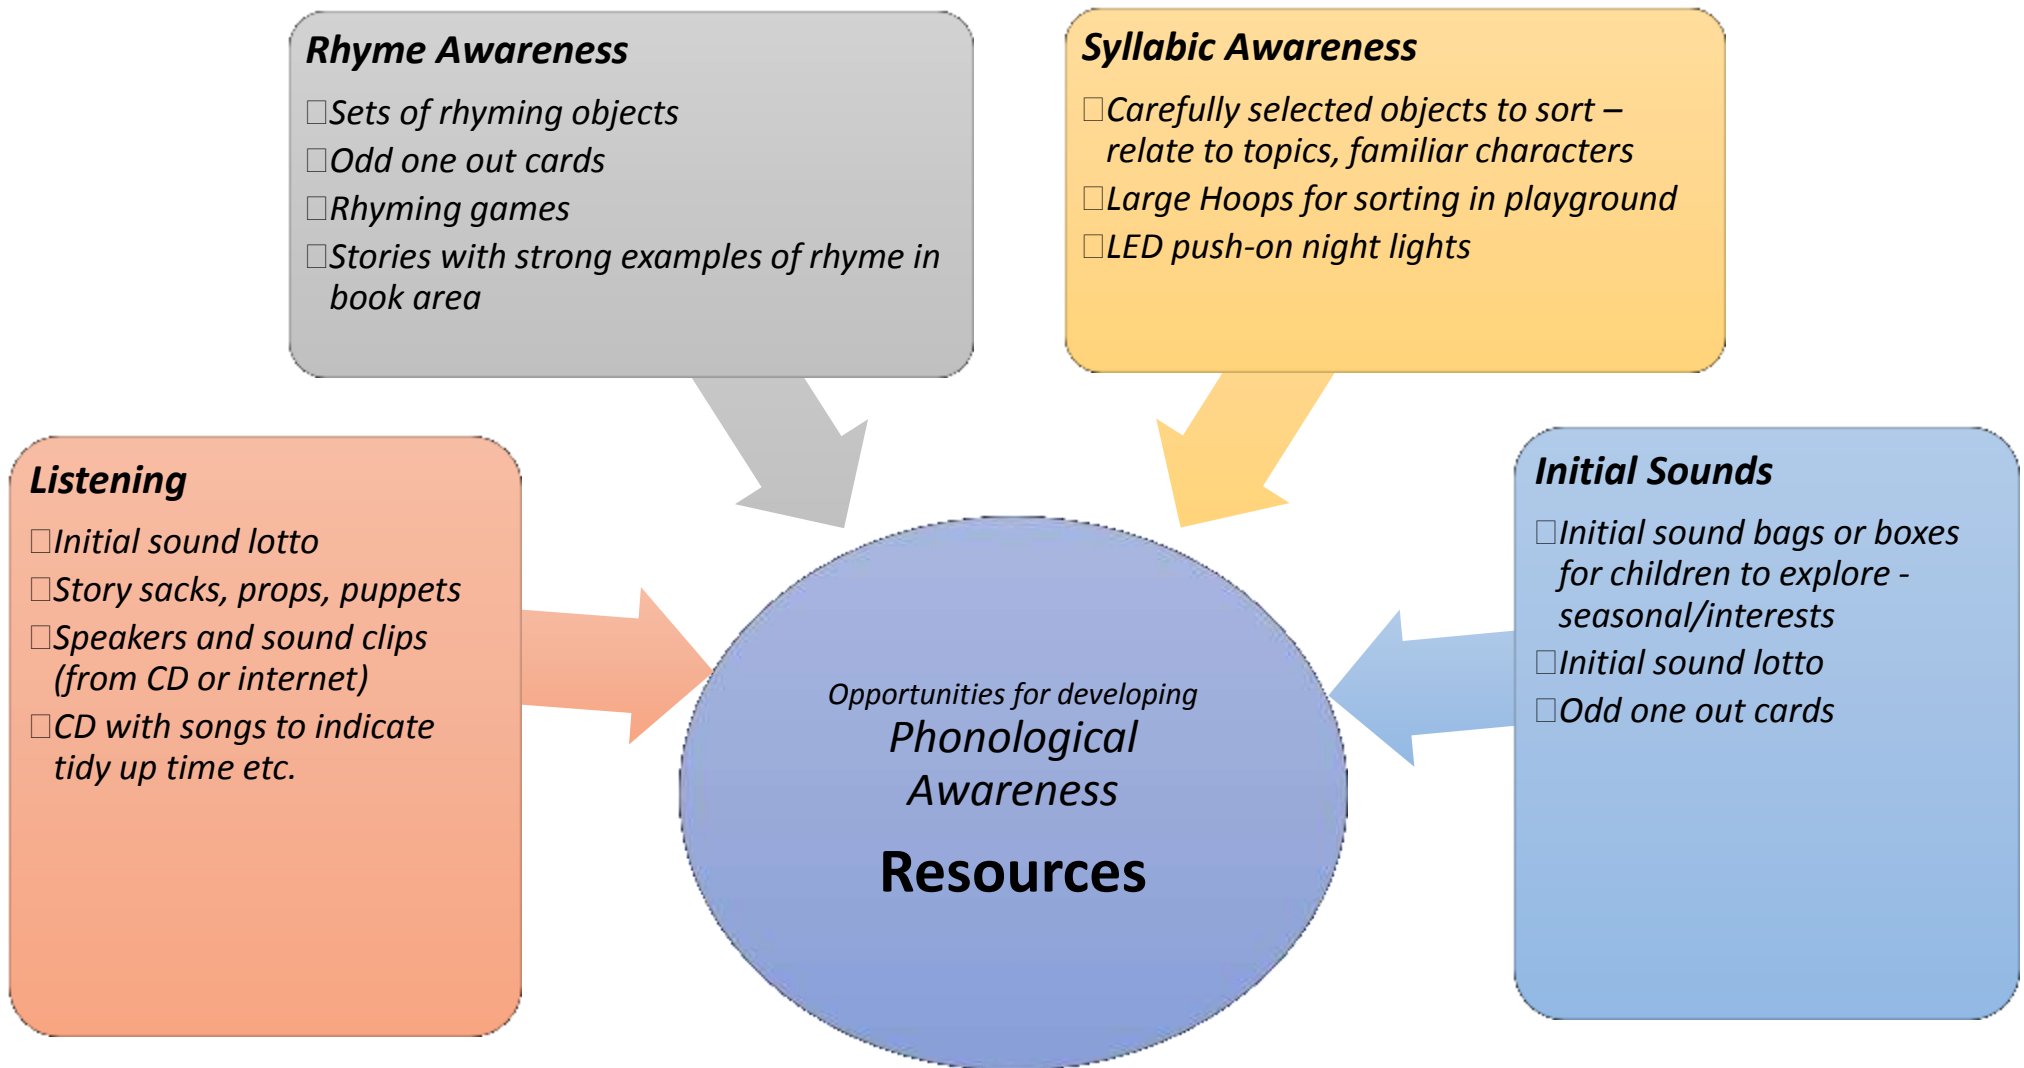 Rhyme Awareness
□Sets of rhyming objects
□Odd one out cards
□Rhyming games
□Stories with strong examples of rhyme in
book area
Syllabic Awareness
□Carefully selected objects to sort –
relate to topics, familiar characters
□Large Hoops for sorting in playground
□LED push-on night lights
Listening
□Initial sound lotto
□Story sacks, props, puppets
□Speakers and sound clips
(from CD or internet)
□CD with songs to indicate
tidy up time etc.
Initial Sounds
□Initial sound bags or boxes
for children to explore -
seasonal/interests
□Initial sound lotto
□Odd one out cards
Opportunities for developing
Phonological
Awareness
Resources